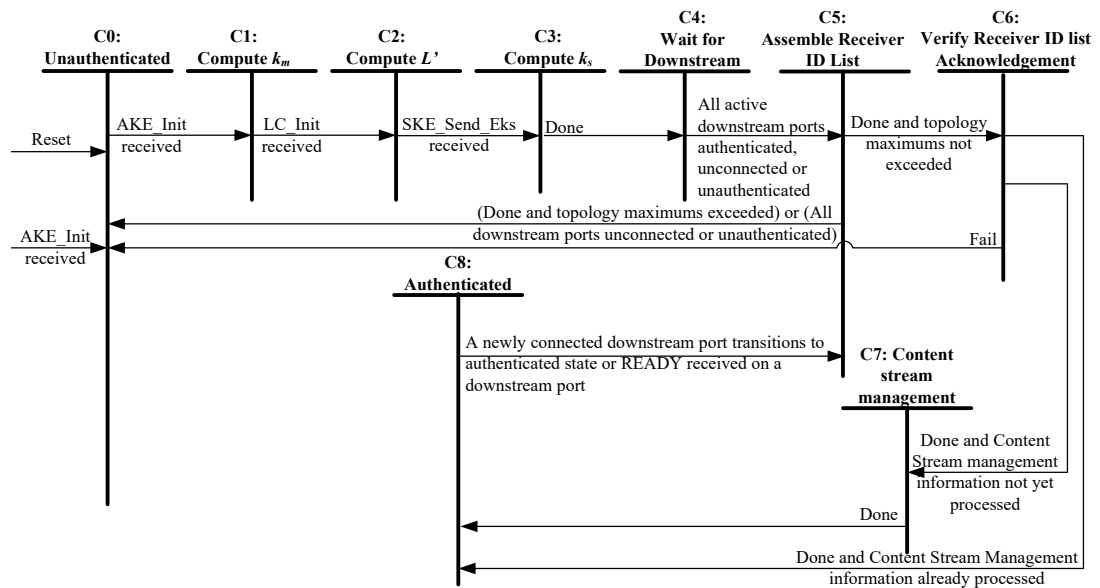 C0:
Unauthenticated
C1:
Compute km
C2:
Compute L’
C3:
Compute ks
C4:
Wait for
Downstream
C5:
Assemble Receiver
ID List
C6:
Verify Receiver ID list
Acknowledgement
Reset
AKE_Init
received
LC_Init
received
SKE_Send_Eks
received
Done
All active
downstream ports
authenticated,
unconnected or
unauthenticated
Done and topology
maximums not
exceeded
(Done and topology maximums exceeded) or (All
downstream ports unconnected or unauthenticated)
AKE_Init
received
Fail
C8:
Authenticated
A newly connected downstream port transitions to
authenticated state or READY received on a
downstream port
C7: Content
stream
management
Done and Content
Stream management
information not yet
processed
Done
Done and Content Stream Management
information already processed